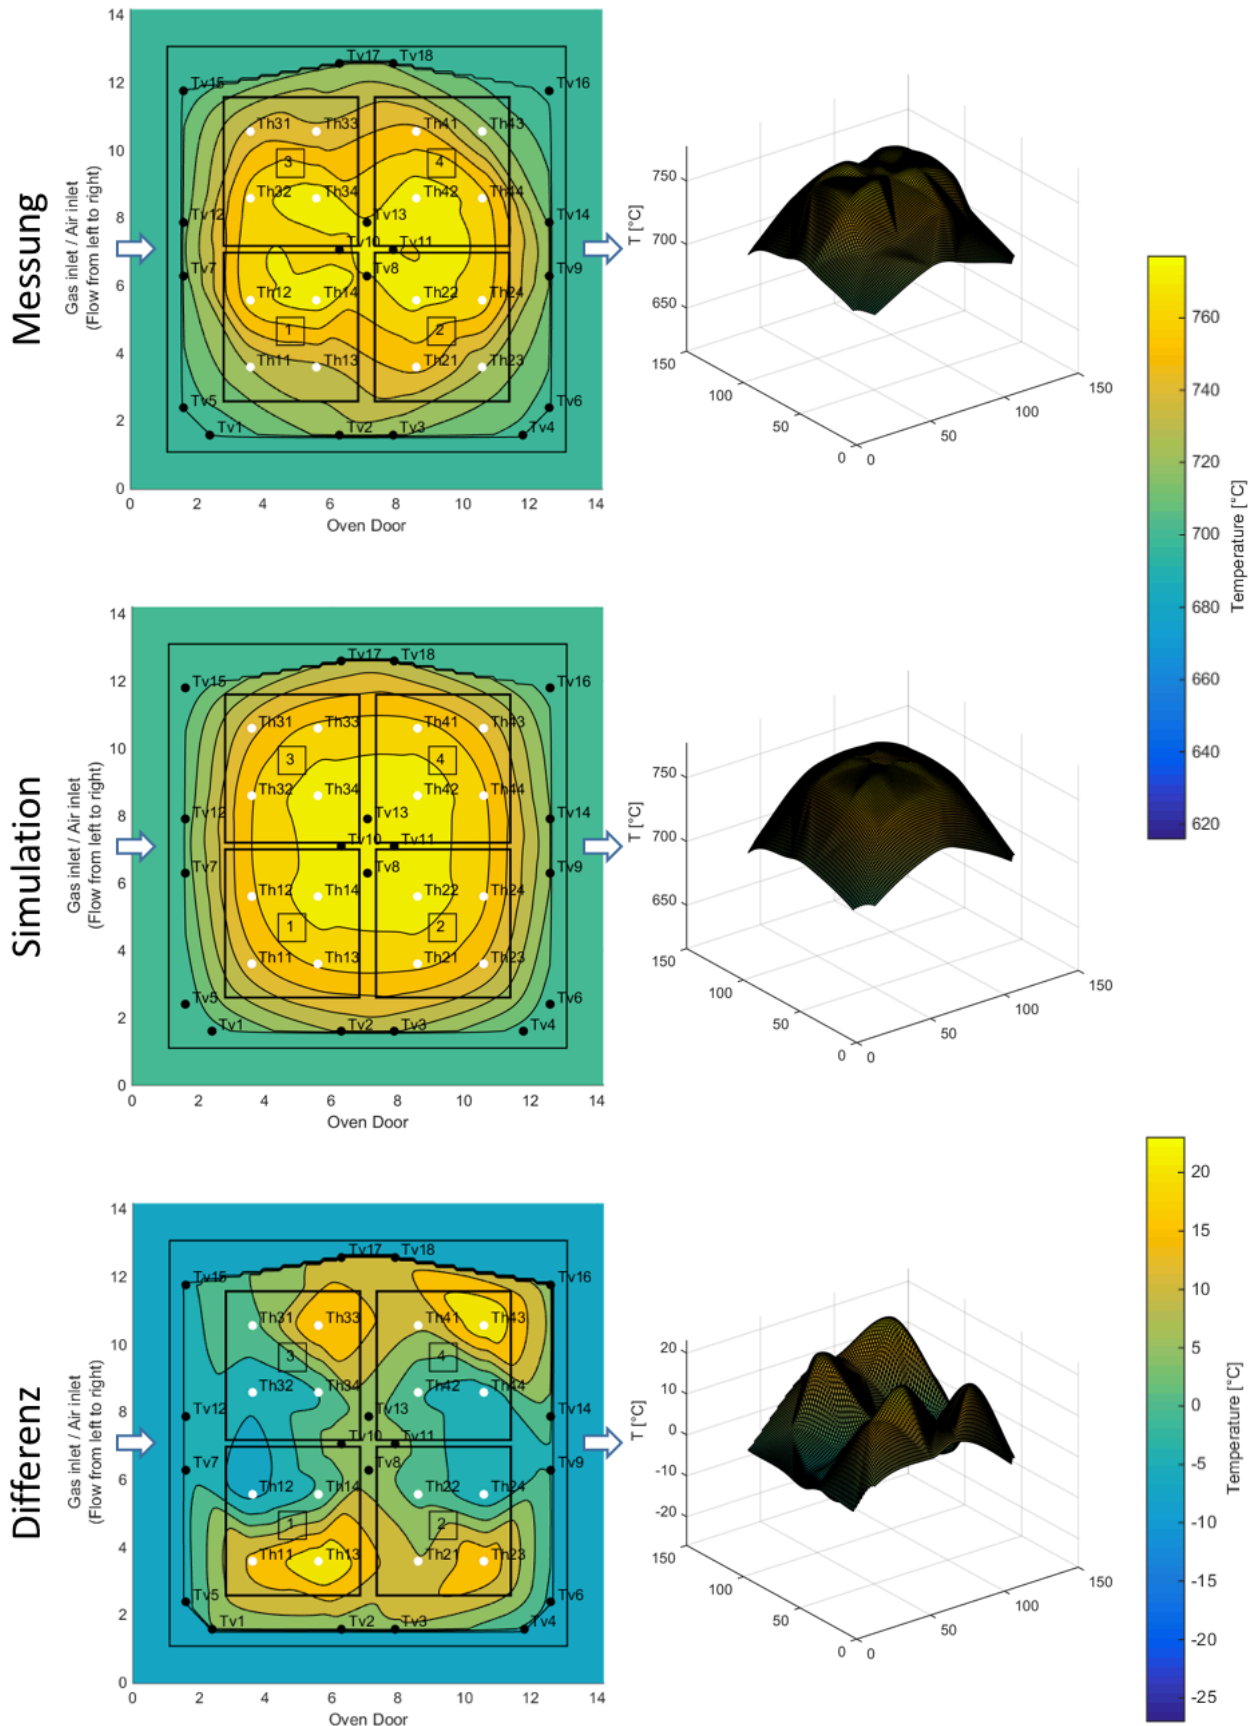 Messung
Gas inlet / Air inlet
(Flow from left to right)
14
12
10
8
6
4
2
0
Tv17 Tv18
Tv15 Tv16
Th31 Th33 Th41 Th43
3 4
Th32 Th34 Th42 Th44
Tv12 Tv13 Tv14
Tv10 Tv11
Tv7 Tv8 Tv9
Th12 Th14 Th22 Th24
1 2
Th11 Th13 Th21 Th23
Tv5 Tv6
Tv1 Tv2 Tv3 Tv4
0 2 4 6 8 10 12 14
Oven Door
T [°C]
750
700
650
150
100
50
0
0
50
100
150
Simulation
Gas inlet / Air inlet
(Flow from left to right)
14
12
10
8
6
4
2
0
Tv17 Tv18
Tv15 Tv16
Th31 Th33 Th41 Th43
3 4
Th32 Th34 Th42 Th44
Tv12 Tv13 Tv14
Tv10 Tv11
Tv7 Tv8 Tv9
Th12 Th14 Th22 Th24
1 2
Th11 Th13 Th21 Th23
Tv5 Tv6
Tv1 Tv2 Tv3 Tv4
0 2 4 6 8 10 12 14
Oven Door
T [°C]
750
700
650
150
100
50
0
0
50
100
150
760
740
720
700
680
660
640
620
Temperature [°C]
Differenz
Gas inlet / Air inlet
(Flow from left to right)
14
12
10
8
6
4
2
0
Tv17 Tv18
Tv15 Tv16
Th31 Th33 Th41 Th43
3 4
Th32 Th34 Th42 Th44
Tv12 Tv13 Tv14
Tv10 Tv11
Tv7 Tv8 Tv9
Th12 Th14 Th22 Th24
1 2
Th11 Th13 Th21 Th23
Tv5 Tv6
Tv1 Tv2 Tv3 Tv4
0 2 4 6 8 10 12 14
Oven Door
T [°C]
20
10
0
-10
-20
150
100
50
0
0
50
100
150
20
15
10
5
0
-5
-10
-15
-20
-25
Temperature [°C]